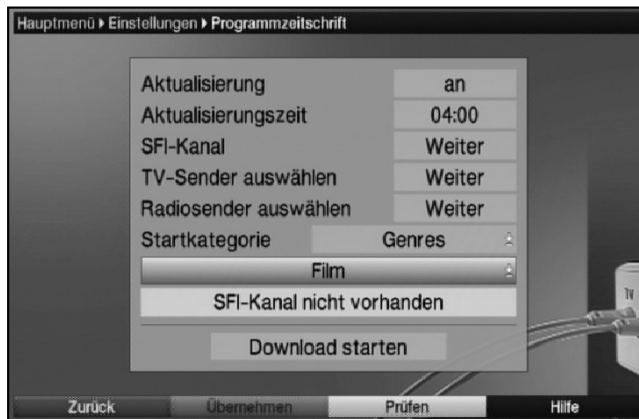 Hauptmenü ▸ Einstellungen ▸ Programmzeitschrift
Aktualisierung an
Aktualisierungszeit 04:00
SFI-Kanal Weiter
TV-Sender auswählen Weiter
Radiosender auswählen Weiter
Startkategorie Genres
Film
SFI-Kanal nicht vorhanden
Download starten
TV
Zurück Übernehmen Prüfen Hilfe